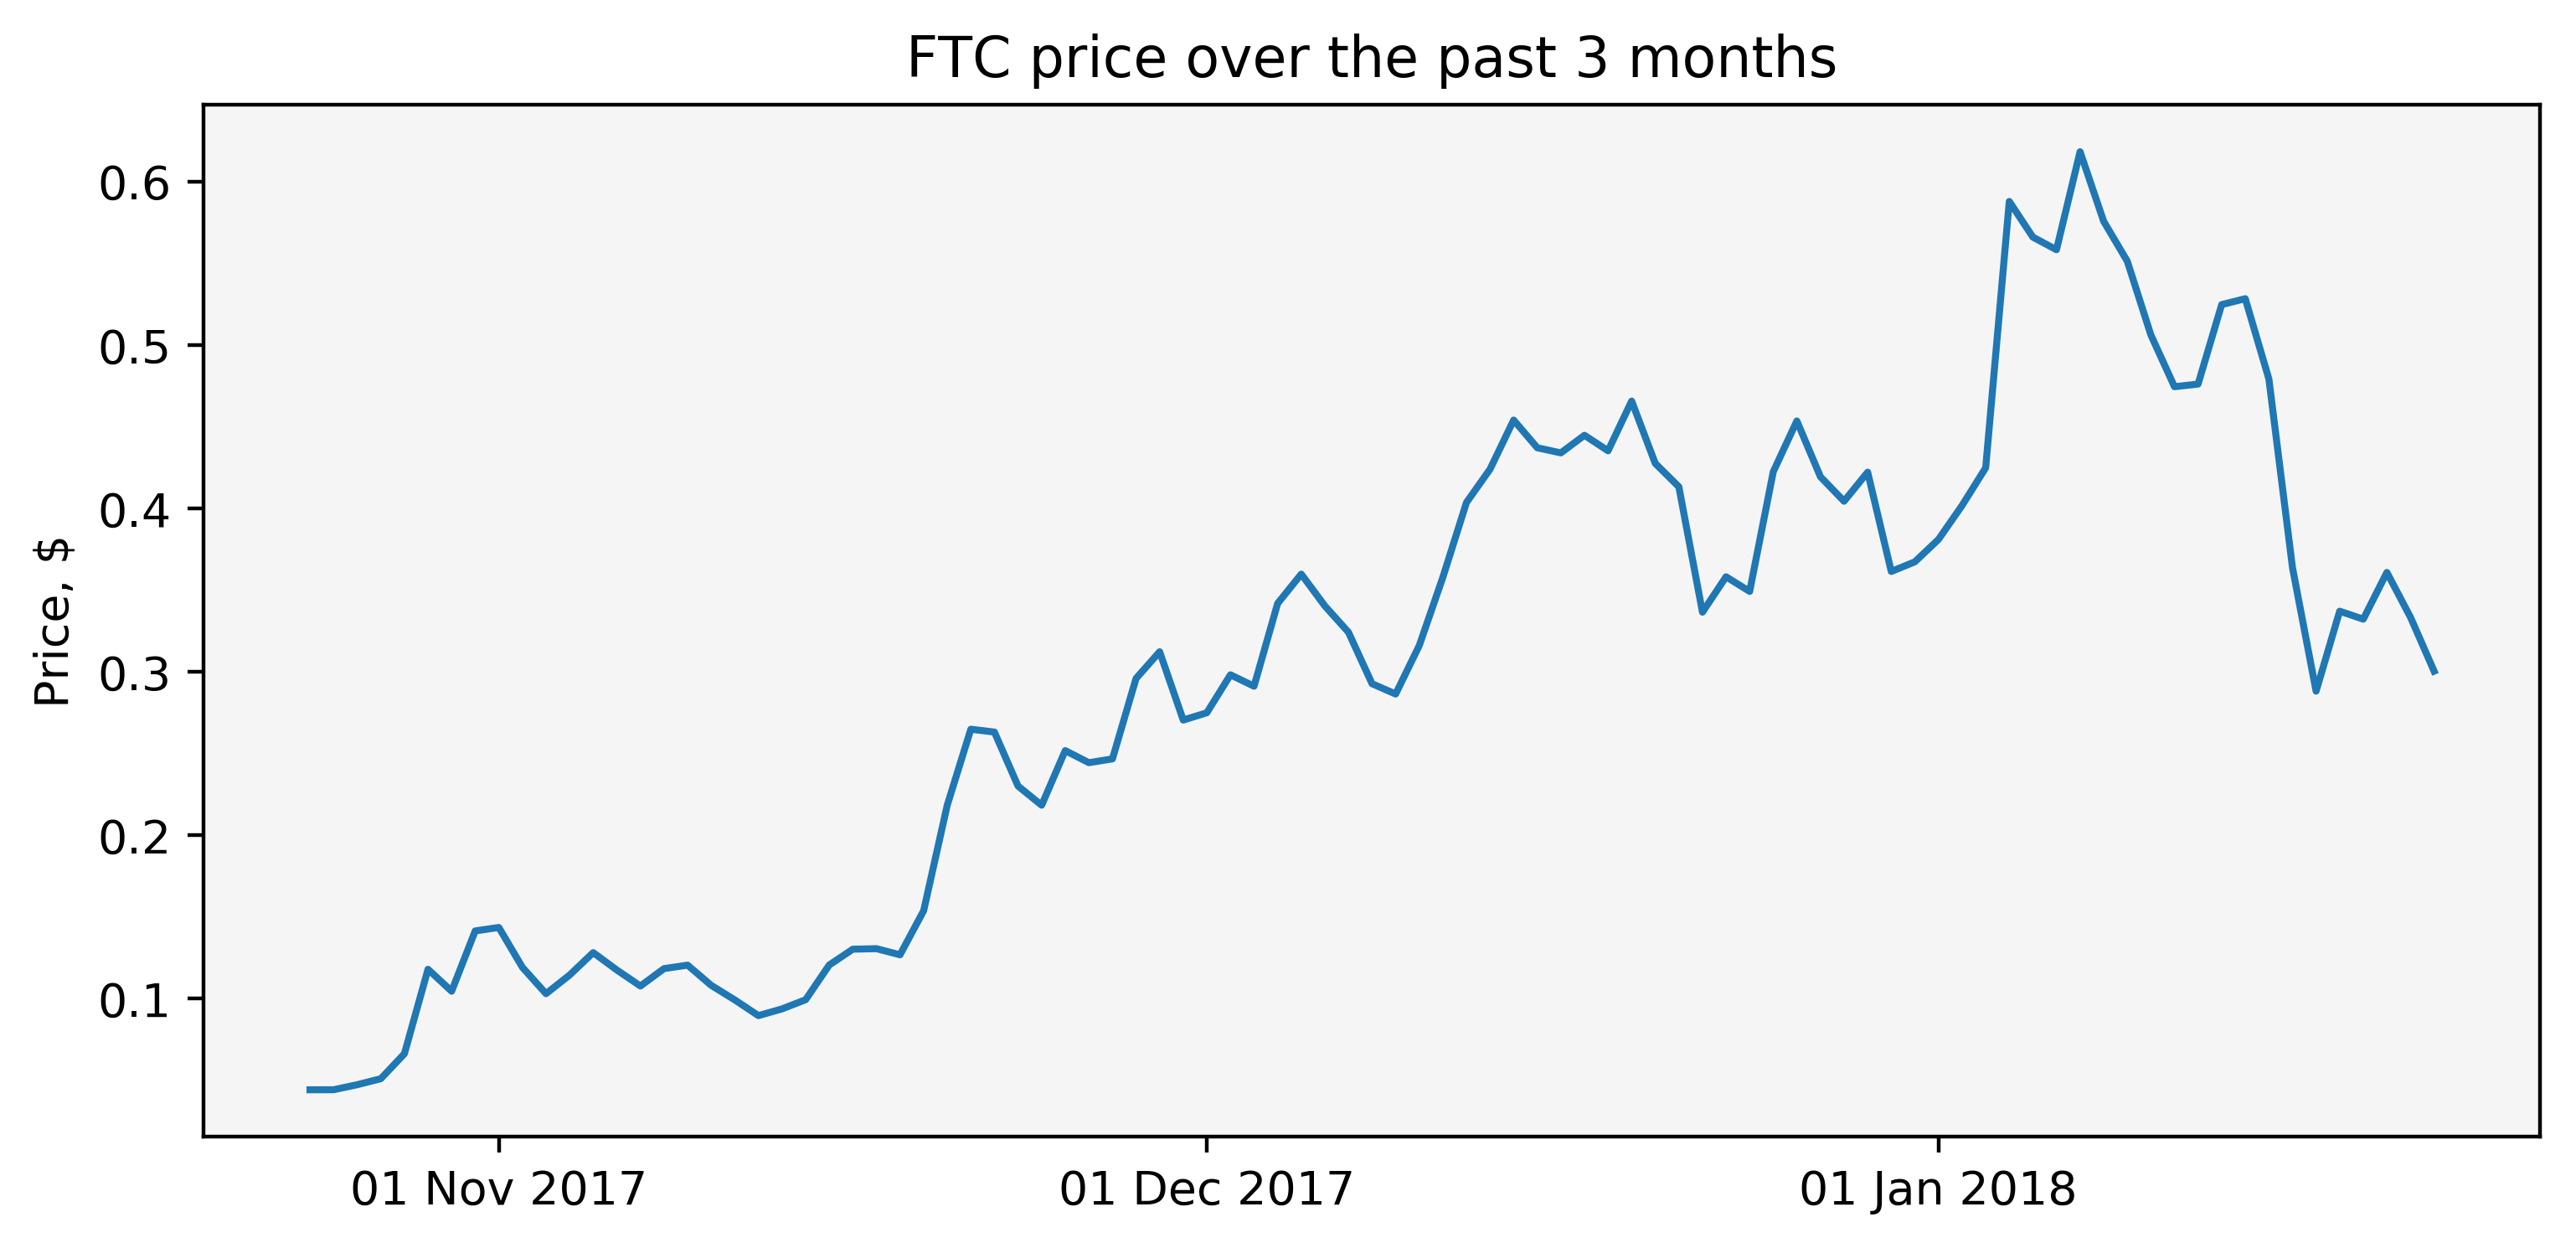 FTC price over the past 3 months
Price, $
0.6
0.5
0.4
0.3
0.2
0.1
01 Nov 2017
01 Dec 2017
01 Jan 2018